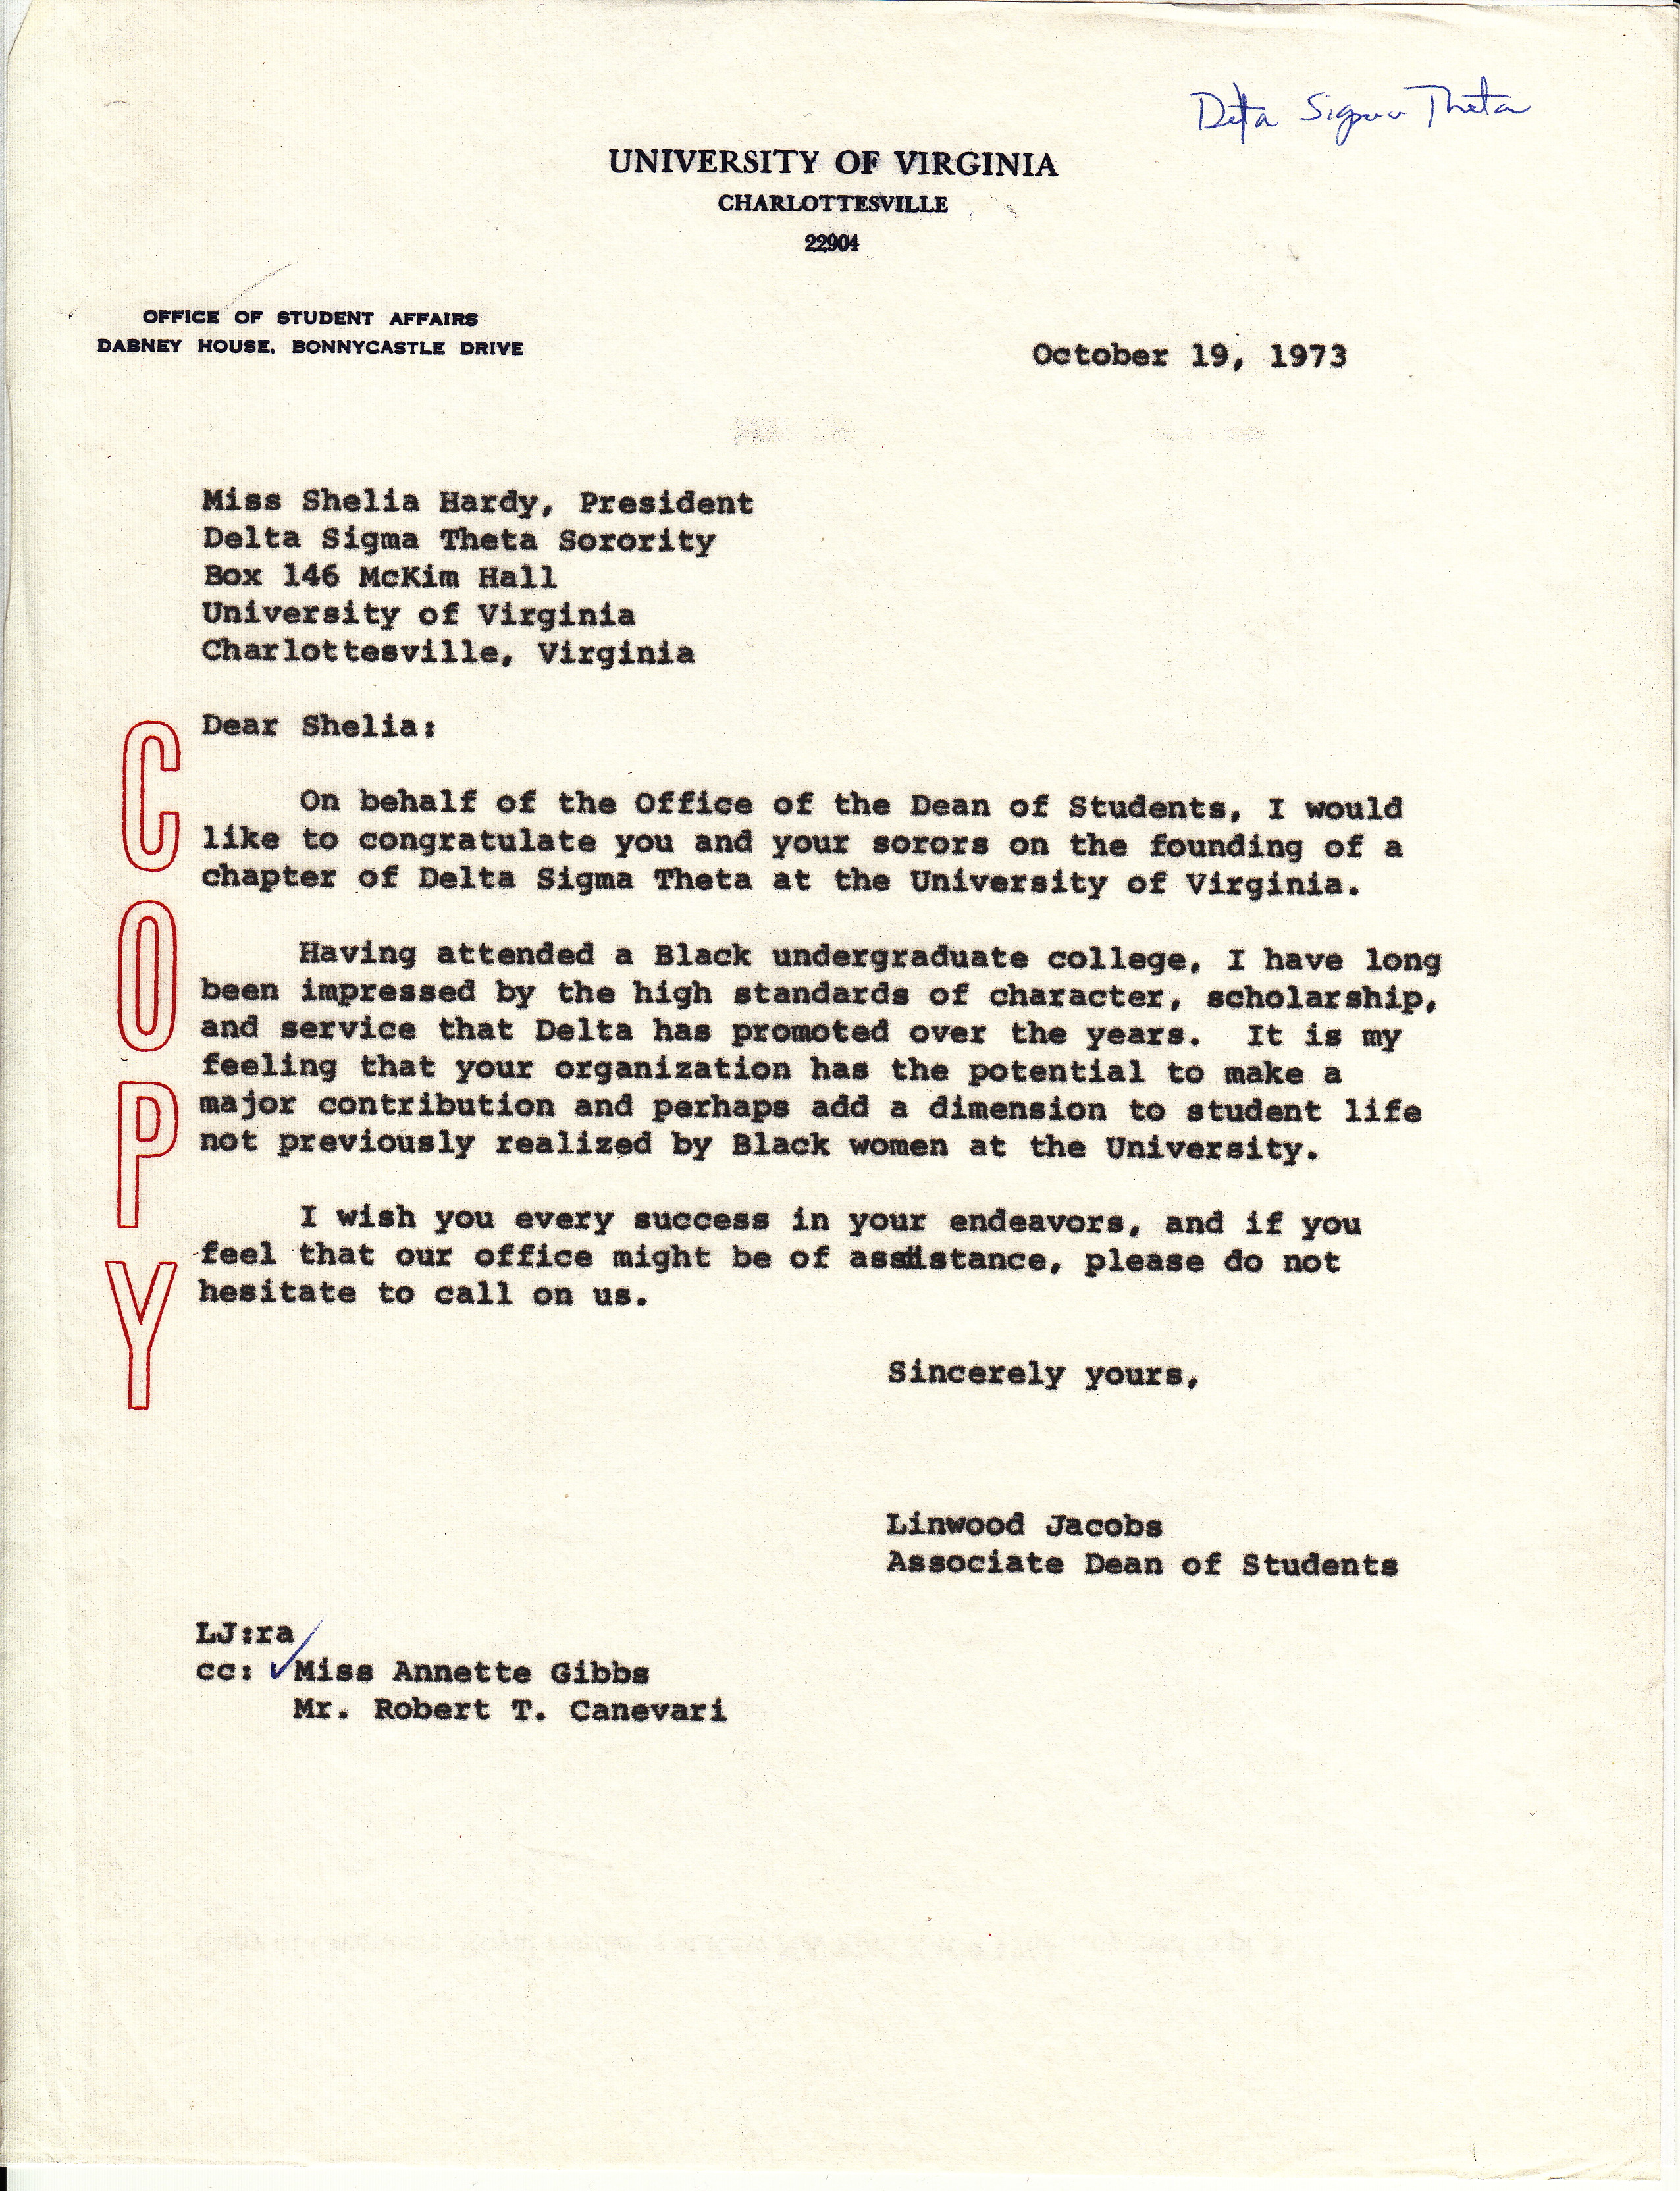 Delta Sigma Theta
UNIVERSITY OF VIRGINIA
CHARLOTTESVILLE
22904
OFFICE OF STUDENT AFFAIRS
DABNEY HOUSE, BONNYCASTLE DRIVE
October 19, 1973
Miss Shelia Hardy, President
Delta Sigma Theta Sorority
Box 146 McKim Hall
University of Virginia
Charlottesville, Virginia
Dear Shelia:
On behalf of the Office of the Dean of Students, I would
like to congratulate you and your sorors on the founding of a
chapter of Delta Sigma Theta at the University of Virginia.
Having attended a Black undergraduate college, I have long
been impressed by the high standards of character, scholarship,
and service that Delta has promoted over the years. It is my
feeling that your organization has the potential to make a
major contribution and perhaps add a dimension to student life
not previously realized by Black women at the University.
I wish you every success in your endeavors, and if you
feel that our office might be of assistance, please do not
hesitate to call on us.
Sincerely yours,
Linwood Jacobs
Associate Dean of Students
LJ:ra
cc: ✓Miss Annette Gibbs
Mr. Robert T. Canevari
COPY